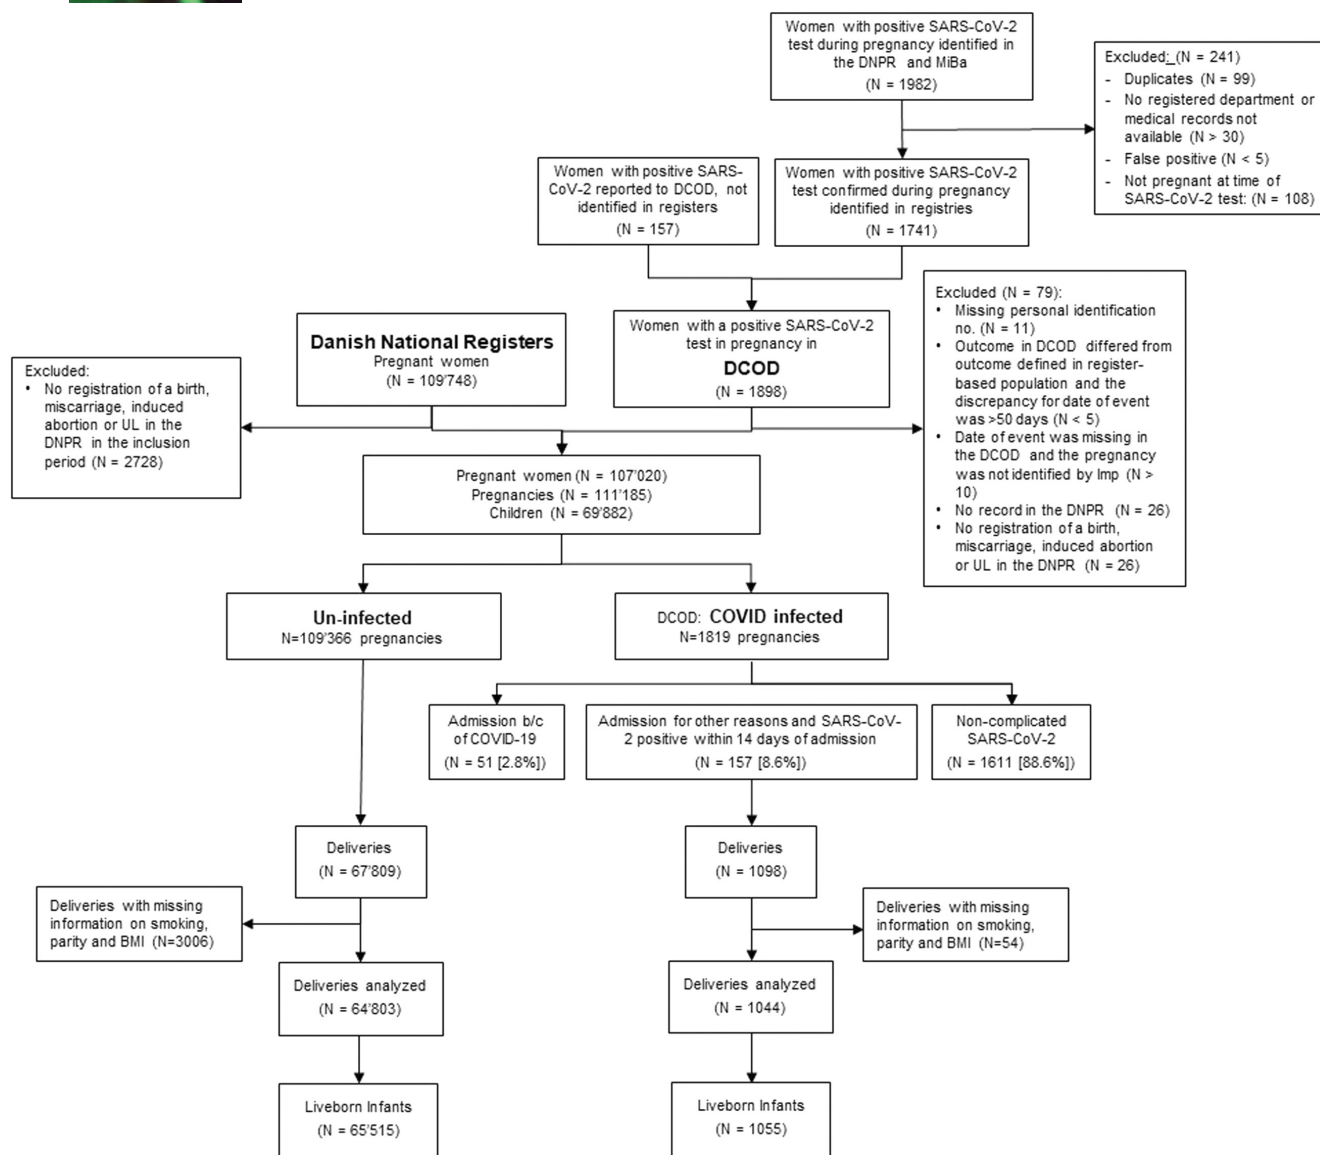 Women with positive SARS-CoV-2
test during pregnancy identified in
the DNPR and MiBa
(N = 1982)
Excluded: (N = 241)
- Duplicates (N = 99)
- No registered department or
medical records not
available (N > 30)
- False positive (N < 5)
- Not pregnant at time of
SARS-CoV-2 test: (N = 108)
Women with positive SARS-
CoV-2 reported to DCOD, not
identified in registers
(N = 157)
Women with positive SARS-CoV-2
test confirmed during pregnancy
identified in registries
(N = 1741)
Excluded (N = 79):
• Missing personal identification
no. (N = 11)
• Outcome in DCOD differed from
outcome defined in register-
based population and the
discrepancy for date of event
was >50 days (N < 5)
• Date of event was missing in
the DCOD and the pregnancy
was not identified by Imp (N >
10)
• No record in the DNPR (N = 26)
• No registration of a birth,
miscarriage, induced abortion
or UL in the DNPR (N = 26)
Danish National Registers
Pregnant women
(N = 109'748)
Women with a positive SARS-CoV-2
test in pregnancy in
DCOD
(N = 1898)
Excluded:
• No registration of a birth,
miscarriage, induced
abortion or UL in the
DNPR in the inclusion
period (N = 2728)
Pregnant women (N = 107'020)
Pregnancies (N = 111'185)
Children (N = 69'882)
Un-infected
N=109'366 pregnancies
DCOD: COVID infected
N=1819 pregnancies
Admission b/c
of COVID-19
(N = 51 [2.8%])
Admission for other reasons and SARS-CoV-
2 positive within 14 days of admission
(N = 157 [8.6%])
Non-complicated
SARS-CoV-2
(N = 1611 [88.6%])
Deliveries
(N = 67'809)
Deliveries
(N = 1098)
Deliveries with missing
information on smoking,
parity and BMI (N=3006)
Deliveries with missing
information on smoking,
parity and BMI (N=54)
Deliveries analyzed
(N = 64'803)
Deliveries analyzed
(N = 1044)
Liveborn Infants
(N = 65'515)
Liveborn Infants
(N = 1055)